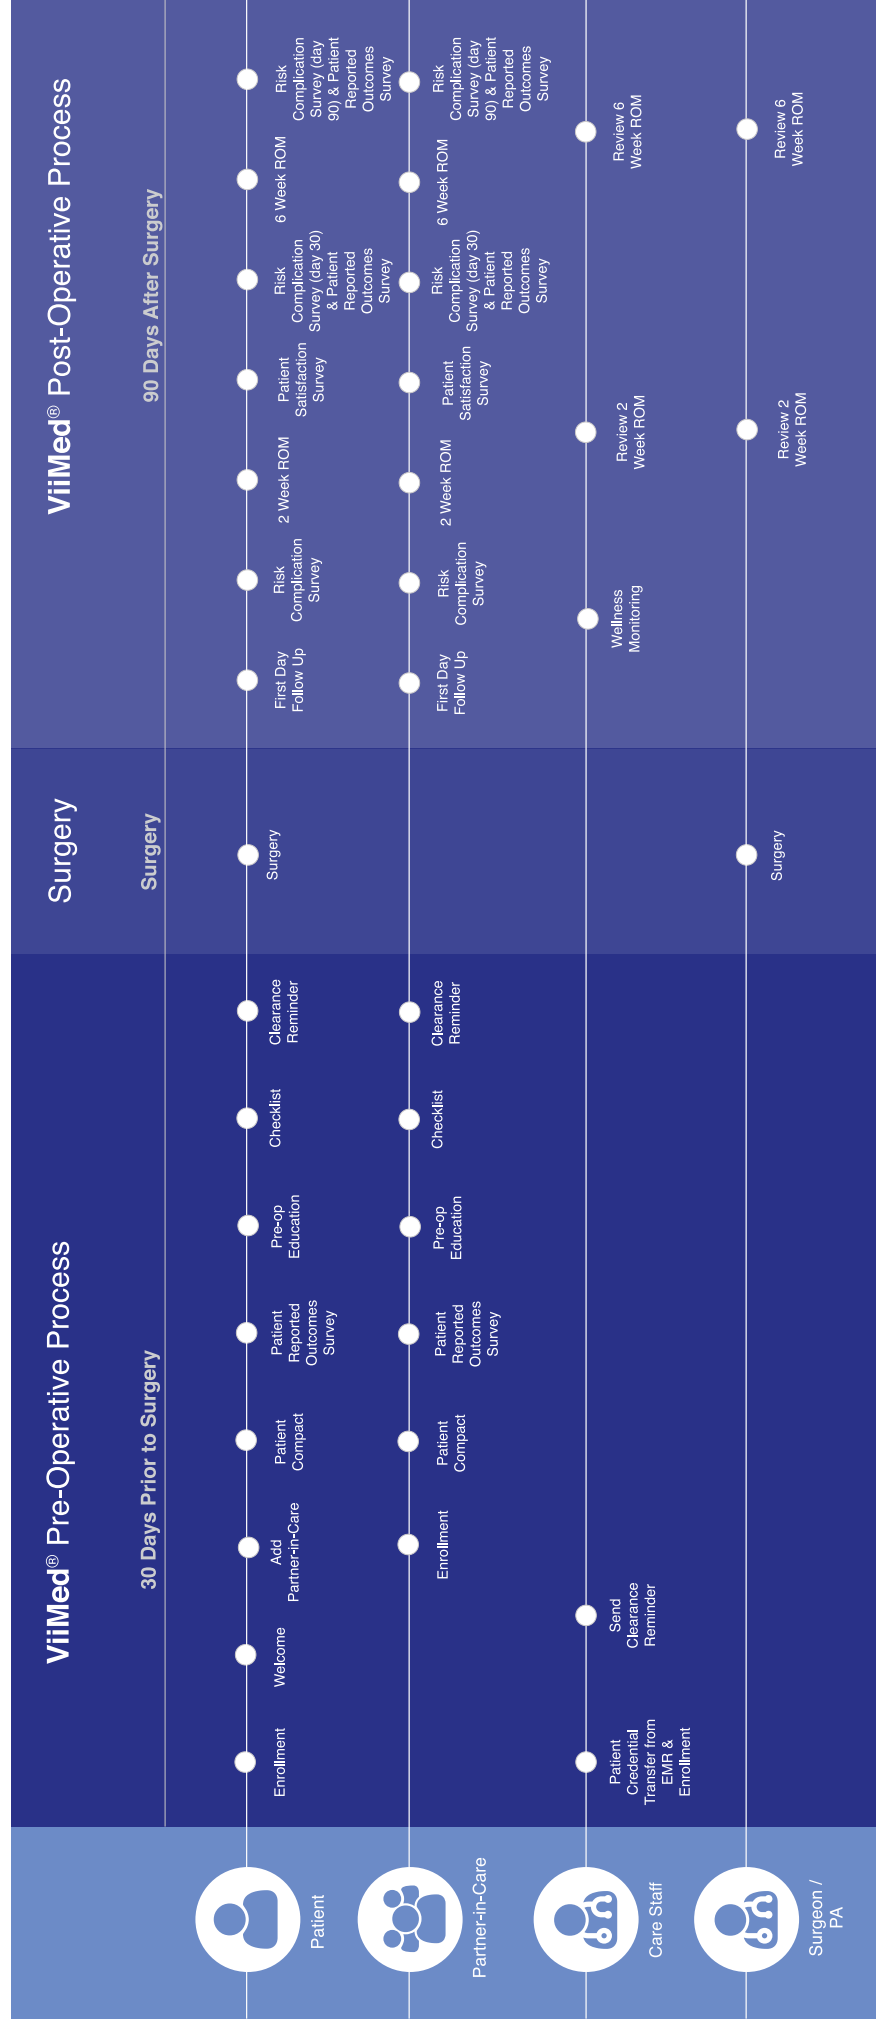 ViiMed® Pre-Operative Process
Surgery
ViiMed® Post-Operative Process
30 Days Prior to Surgery
Surgery
90 Days After Surgery
Patient
Enrollment
Welcome
Add
Partner-in-Care
Patient
Compact
Patient
Reported
Outcomes
Survey
Pre-op
Education
Checklist
Clearance
Reminder
Surgery
First Day
Follow Up
Risk
Complication
Survey
2 Week ROM
Patient
Satisfaction
Survey
Risk
Complication
Survey (day 30)
& Patient
Reported
Outcomes
Survey
6 Week ROM
Risk
Complication
Survey (day
90) & Patient
Reported
Outcomes
Survey
Partner-in-Care
Enrollment
Patient
Compact
Patient
Reported
Outcomes
Survey
Pre-op
Education
Checklist
Clearance
Reminder
First Day
Follow Up
Risk
Complication
Survey
2 Week ROM
Patient
Satisfaction
Survey
Risk
Complication
Survey (day 30)
& Patient
Reported
Outcomes
Survey
6 Week ROM
Risk
Complication
Survey (day
90) & Patient
Reported
Outcomes
Survey
Care Staff
Patient
Credential
Transfer from
EMR &
Enrollment
Send
Clearance
Reminder
Wellness
Monitoring
Review 2
Week ROM
Review 6
Week ROM
Surgeon /
PA
Surgery
Review 2
Week ROM
Review 6
Week ROM